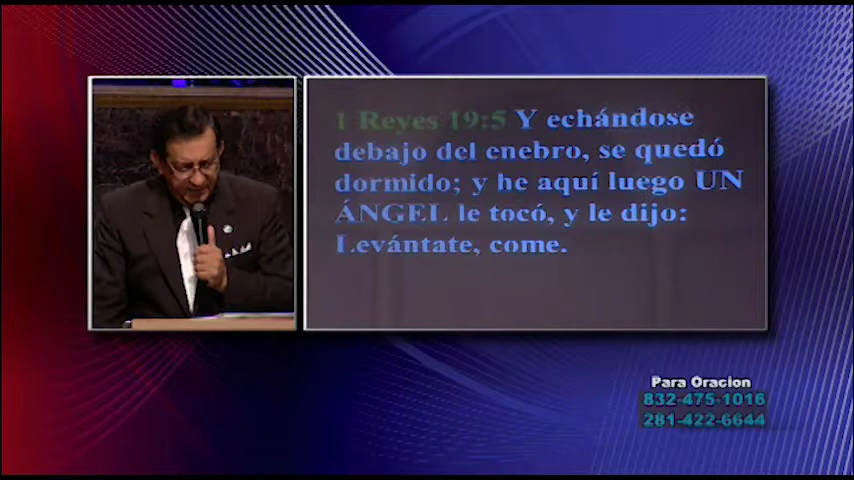 1 Reyes 19:5 Y echándose
debajo del enebro, se quedó
dormido; y he aquí luego UN
ÁNGEL le tocó, y le dijo:
Levántate, come.
Para Oracion
832-475-1016
281-422-6644